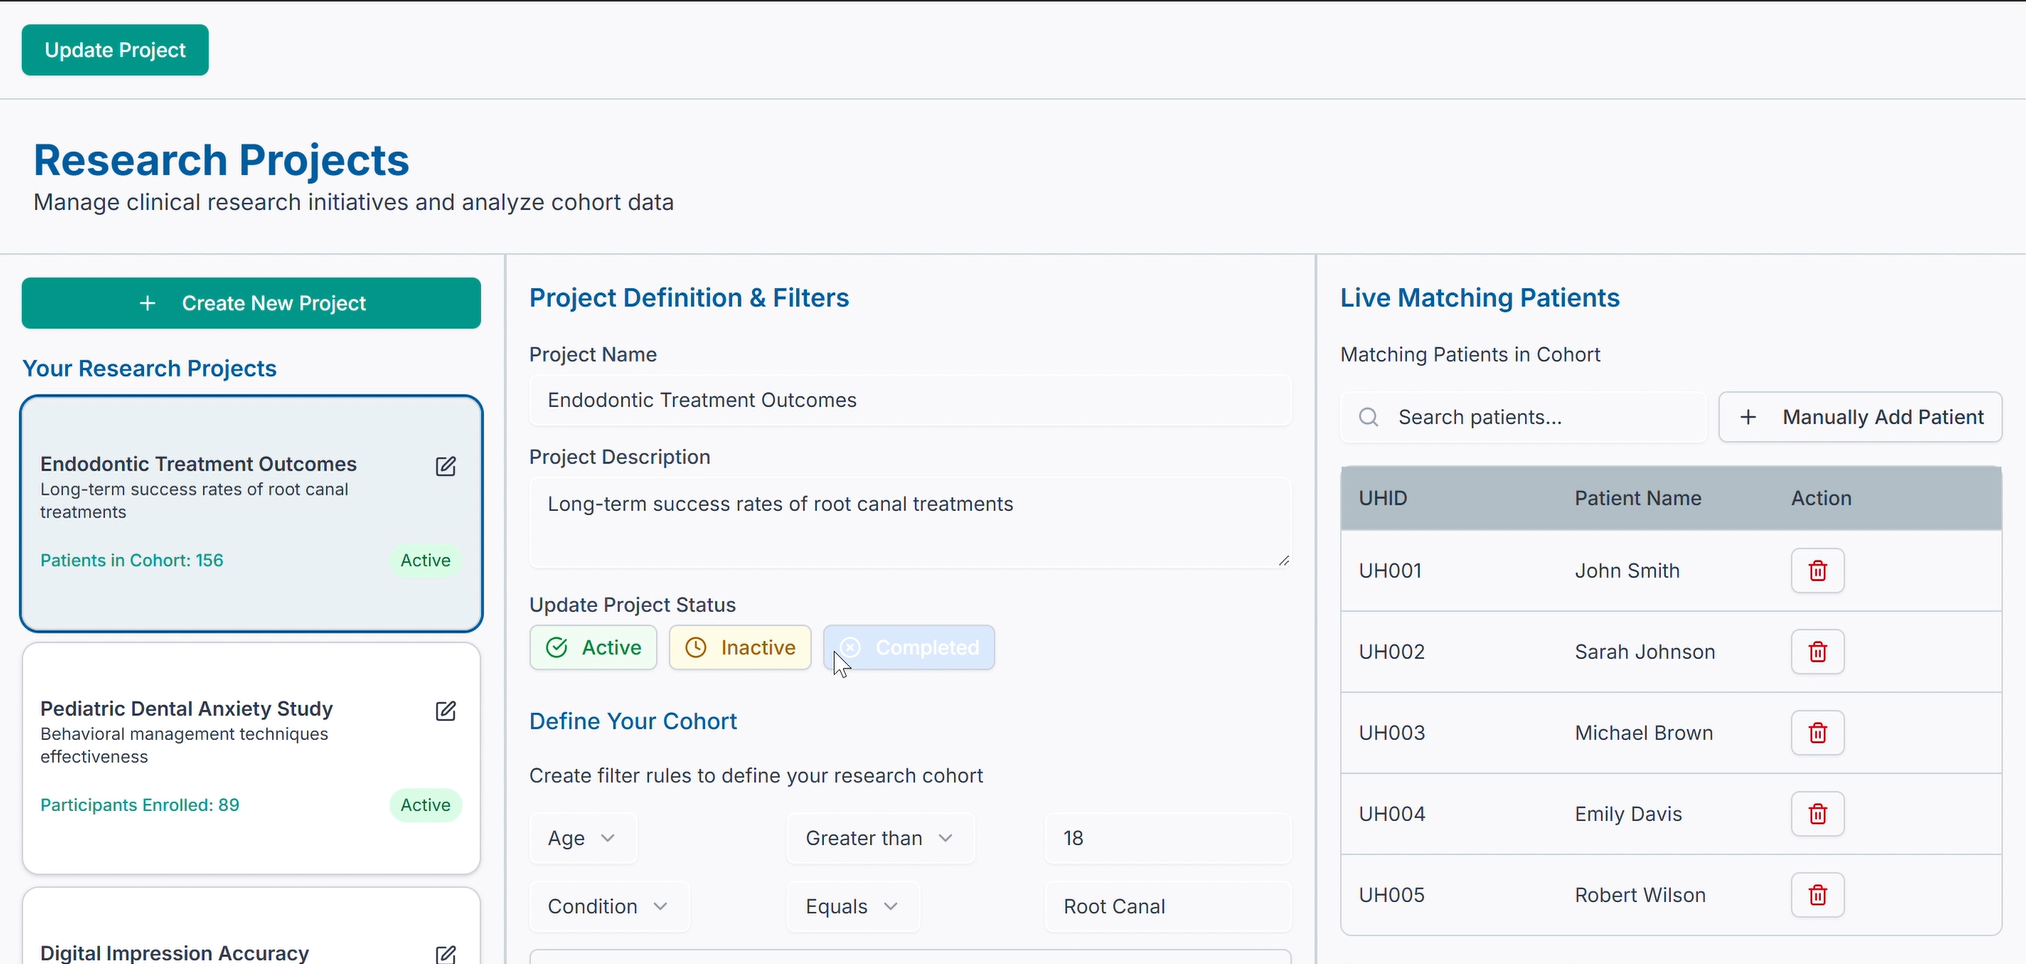 Update Project
Research Projects
Manage clinical research initiatives and analyze cohort data
+ Create New Project
Your Research Projects
Endodontic Treatment Outcomes
Long-term success rates of root canal
treatments
Patients in Cohort: 156
Active
Pediatric Dental Anxiety Study
Behavioral management techniques
effectiveness
Participants Enrolled: 89
Active
Digital Impression Accuracy
Project Definition & Filters
Project Name
Endodontic Treatment Outcomes
Project Description
Long-term success rates of root canal treatments
Update Project Status
Active
Inactive
Completed
Define Your Cohort
Create filter rules to define your research cohort
Age
Greater than
18
Condition
Equals
Root Canal
Live Matching Patients
Matching Patients in Cohort
Search patients...
+ Manually Add Patient
UHID Patient Name Action
UH001 John Smith
UH002 Sarah Johnson
UH003 Michael Brown
UH004 Emily Davis
UH005 Robert Wilson